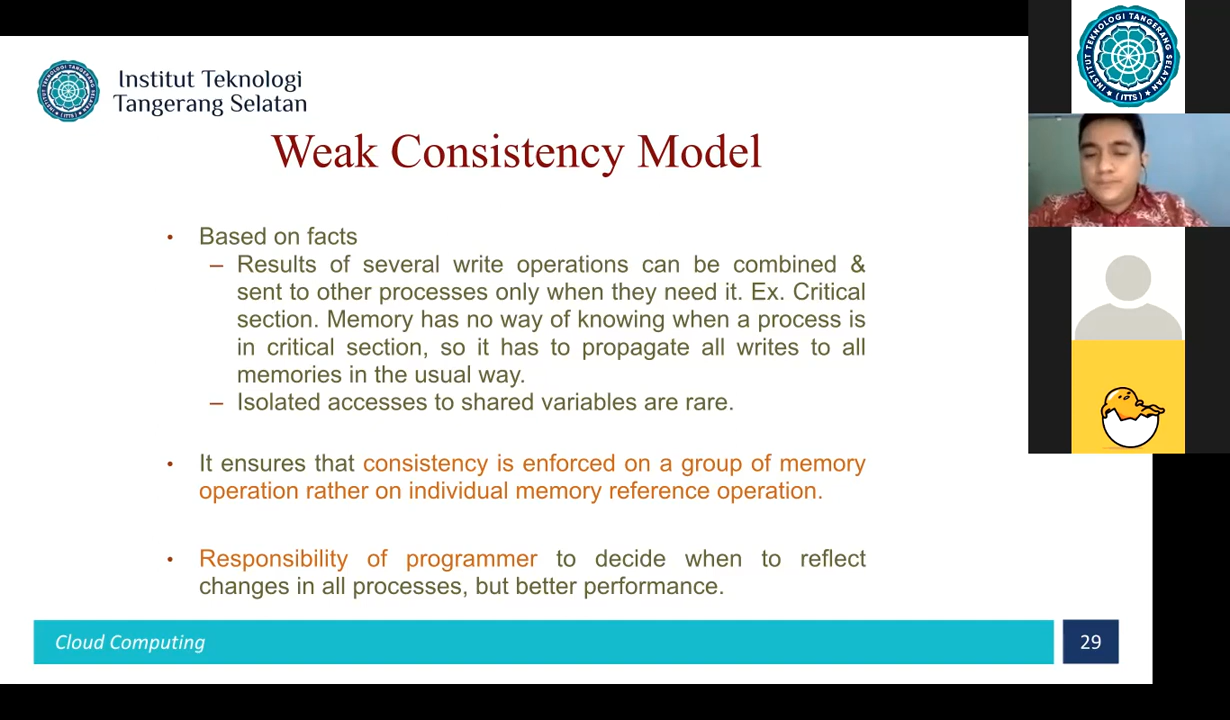 Institut Teknologi
Tangerang Selatan
Weak Consistency Model
• Based on facts
– Results of several write operations can be combined &
sent to other processes only when they need it. Ex. Critical
section. Memory has no way of knowing when a process is
in critical section, so it has to propagate all writes to all
memories in the usual way.
– Isolated accesses to shared variables are rare.
• It ensures that consistency is enforced on a group of memory
operation rather on individual memory reference operation.
• Responsibility of programmer to decide when to reflect
changes in all processes, but better performance.
Cloud Computing
29
INSTITUT TEKNOLOGI TANGERANG SELATAN
(ITTS)